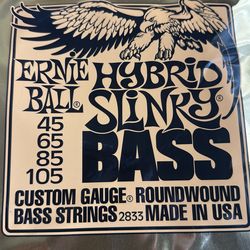 ERNIE BALL
HYBRID
SLINKY®
BASS
45
65
85
105
CUSTOM GAUGE® ROUNDWOUND
BASS STRINGS 2833 MADE IN USA